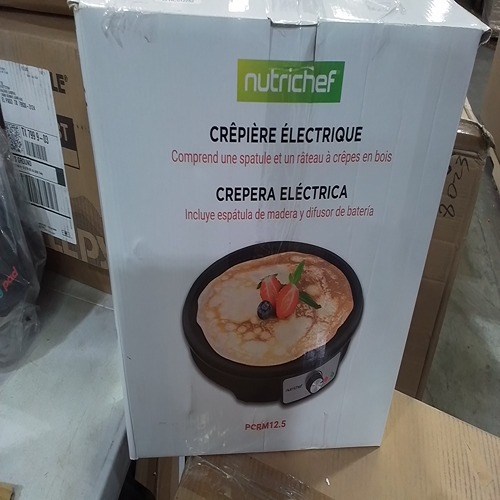 nutrichef
CRÊPIÈRE ÉLECTRIQUE
Comprend une spatule et un râteau à crêpes en bois
CREPERA ELÉCTRICA
Incluye espátula de madera y difusor de batería
nutrichef
PCRM12.5